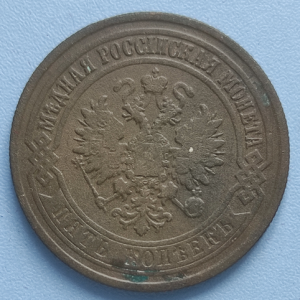 МѢДНАЯ РОССІЙСКАЯ МОНЕТА
ПЯТЬ КОПѢЕКЪ